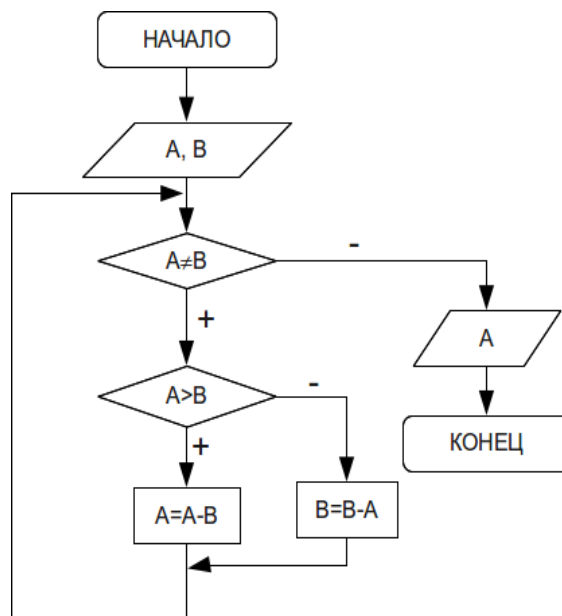 НАЧАЛО
A, B
A≠B
-
+
A
A>B
-
+
КОНЕЦ
A=A-B
B=B-A